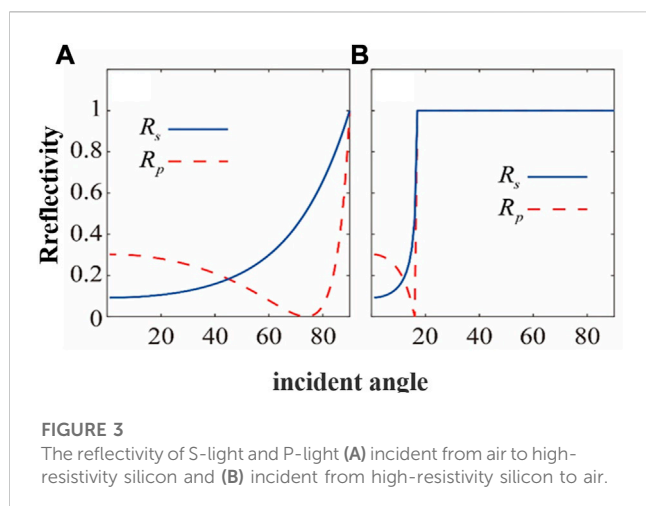 A
B
1
0.8
0.6
0.4
0.2
0
Rreflectivity
R_s
R_p
R_s
R_p
20 40 60 80
20 40 60 80
incident angle
FIGURE 3
The reflectivity of S-light and P-light (A) incident from air to high-
resistivity silicon and (B) incident from high-resistivity silicon to air.